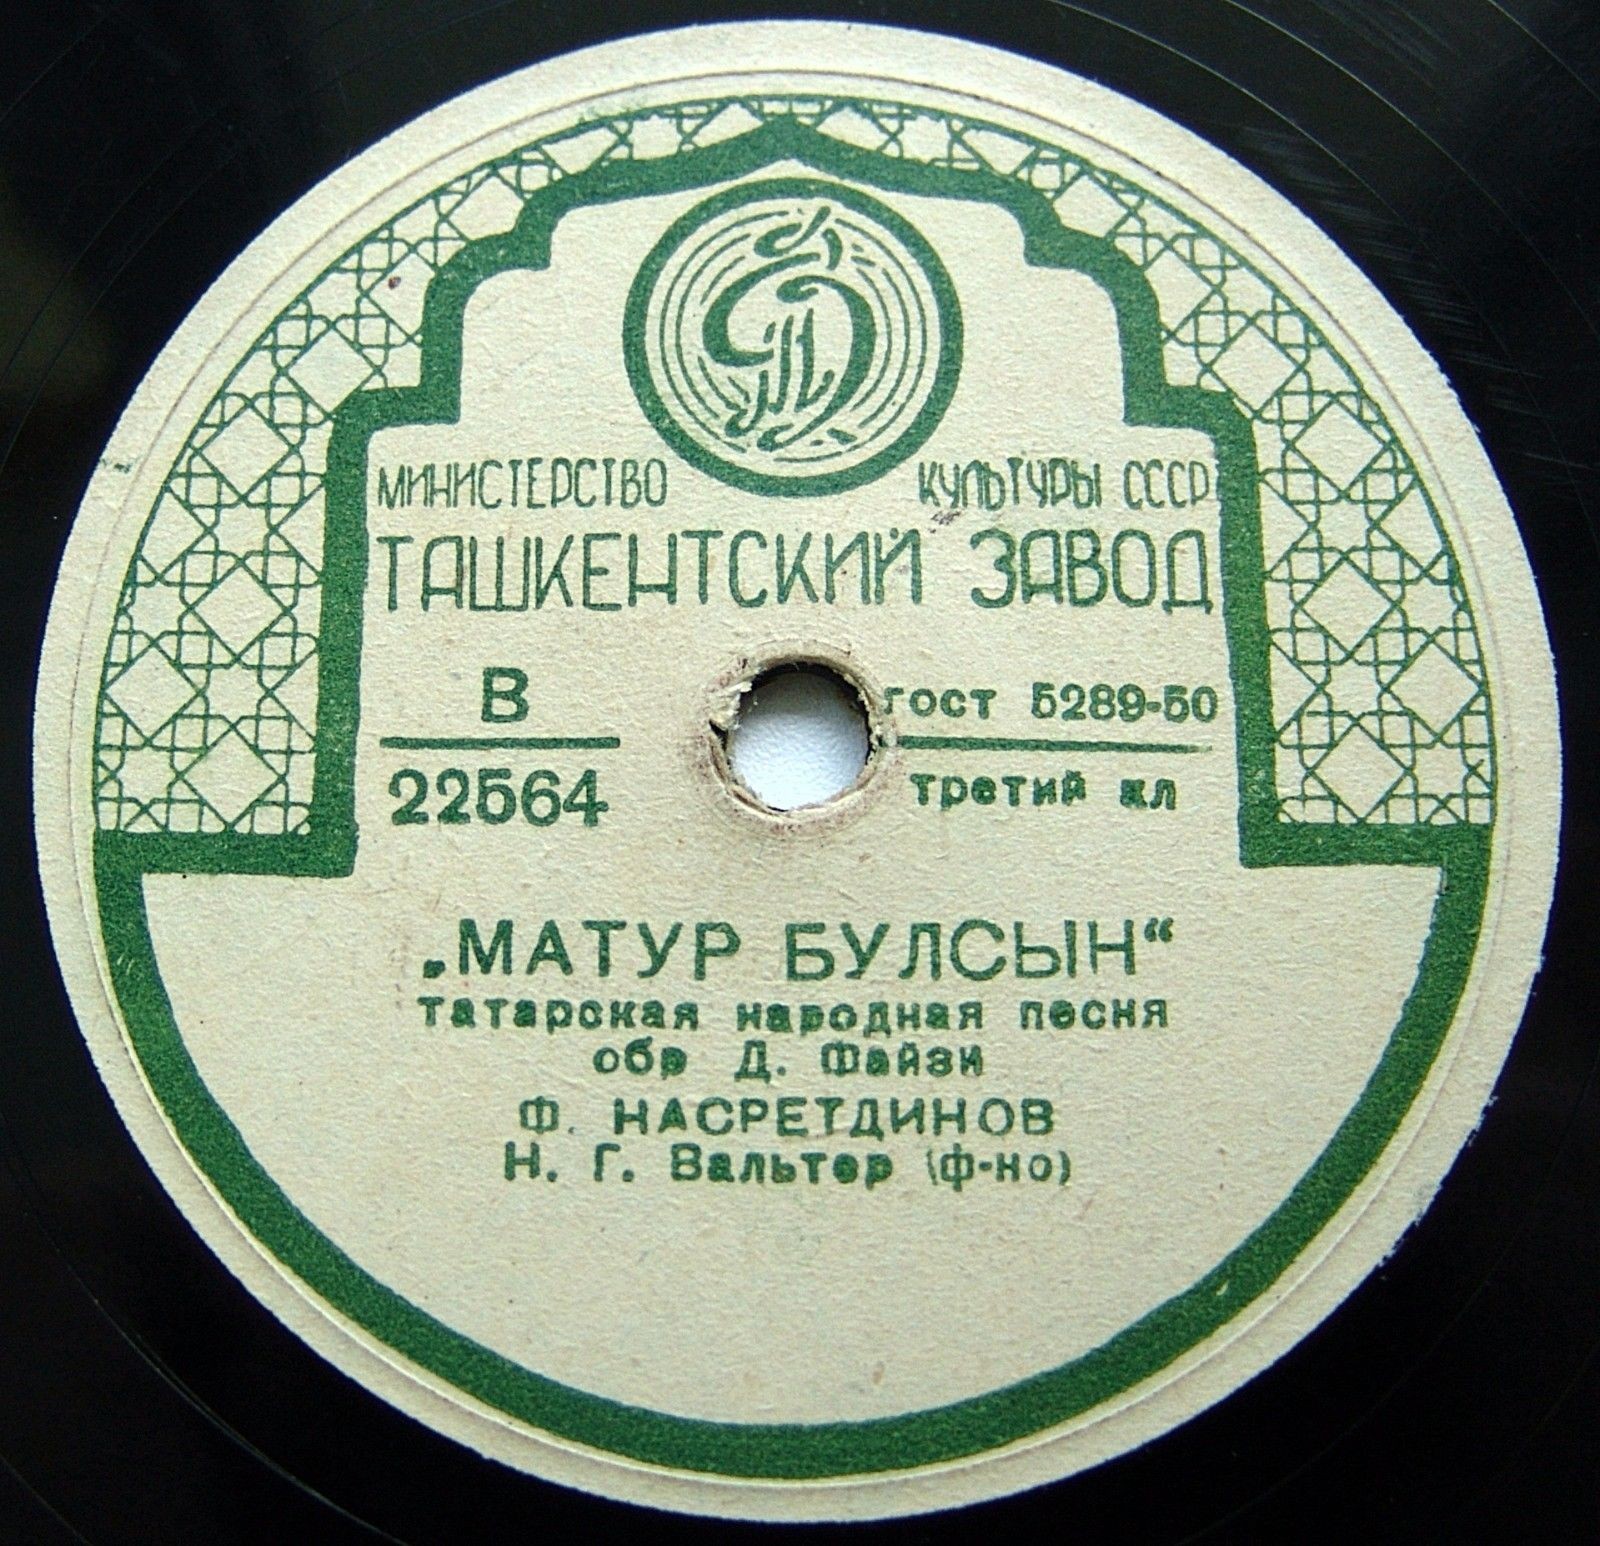 МИНИСТЕРСТВО КУЛЬТУРЫ СССР
ТАШКЕНТСКИЙ ЗАВОД
В
22564
гост 5289-50
третий кл
„МАТУР БУЛСЫН“
татарская народная песня
обр Д. Файзи
Ф. НАСРЕТДИНОВ
Н. Г. Вальтер (ф-но)